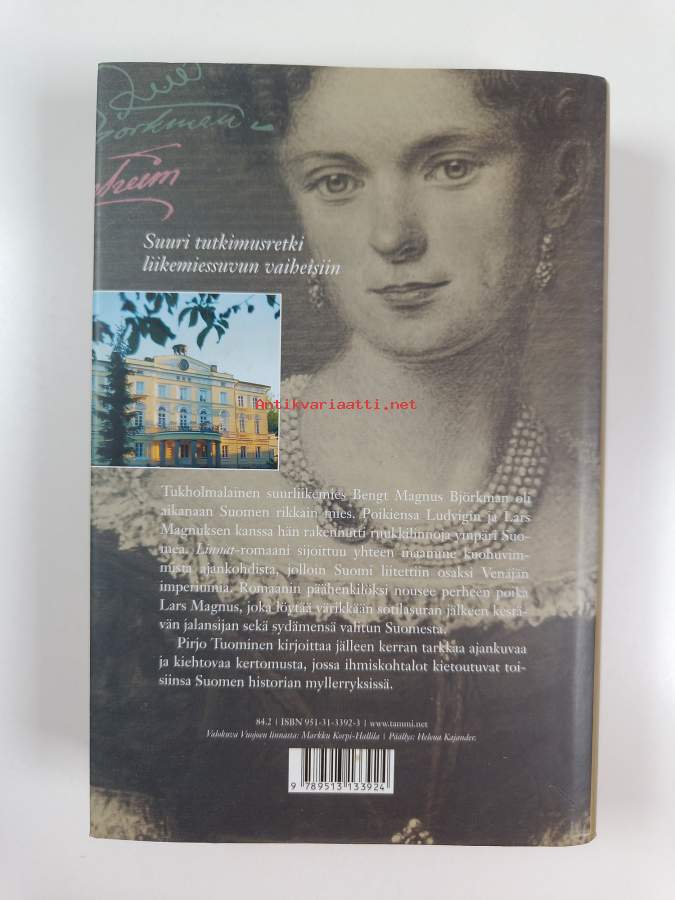 Björkman
Suuri tutkimusretki
liikemiessuvun vaiheisiin
Antikvariaatti.net
Tukholmalainen suurliikemies Bengt Magnus Björkman oli
aikanaan Suomen rikkain mies. Poikiensa Ludvigin ja Lars
Magnuksen kanssa hän rakennutti ruukkilinnoja ympäri Suo-
mea. Linnat-romaani sijoittuu yhteen maamme kuohuvim-
mista ajankohdista, jolloin Suomi liitettiin osaksi Venäjän
imperiumia. Romaanin päähenkilöksi nousee perheen poika
Lars Magnus, joka löytää värikkään sotilasuran jälkeen kestä-
vän jalansijan sekä sydämensä valitun Suomesta.
Pirjo Tuominen kirjoittaa jälleen kerran tarkkaa ajankuvaa
ja kiehtovaa kertomusta, jossa ihmiskohtalot kietoutuvat toi-
siinsa Suomen historian myllerryksissä.
84.2 | ISBN 951-31-3392-3 | www.tammi.net
Valokuva Vuojoen linnasta: Markku Korpi-Hallila | Päällys: Helena Kajander.
9 789513 133924